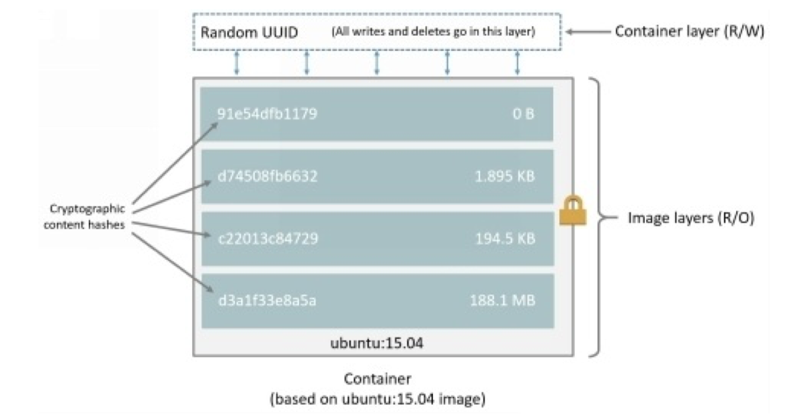 Random UUID (All writes and deletes go in this layer)
Container layer (R/W)
91e54dfb1179 0 B
d74508fb6632 1.895 KB
Cryptographic
content hashes
Image layers (R/O)
c22013c84729 194.5 KB
d3a1f33e8a5a 188.1 MB
ubuntu:15.04
Container
(based on ubuntu:15.04 image)